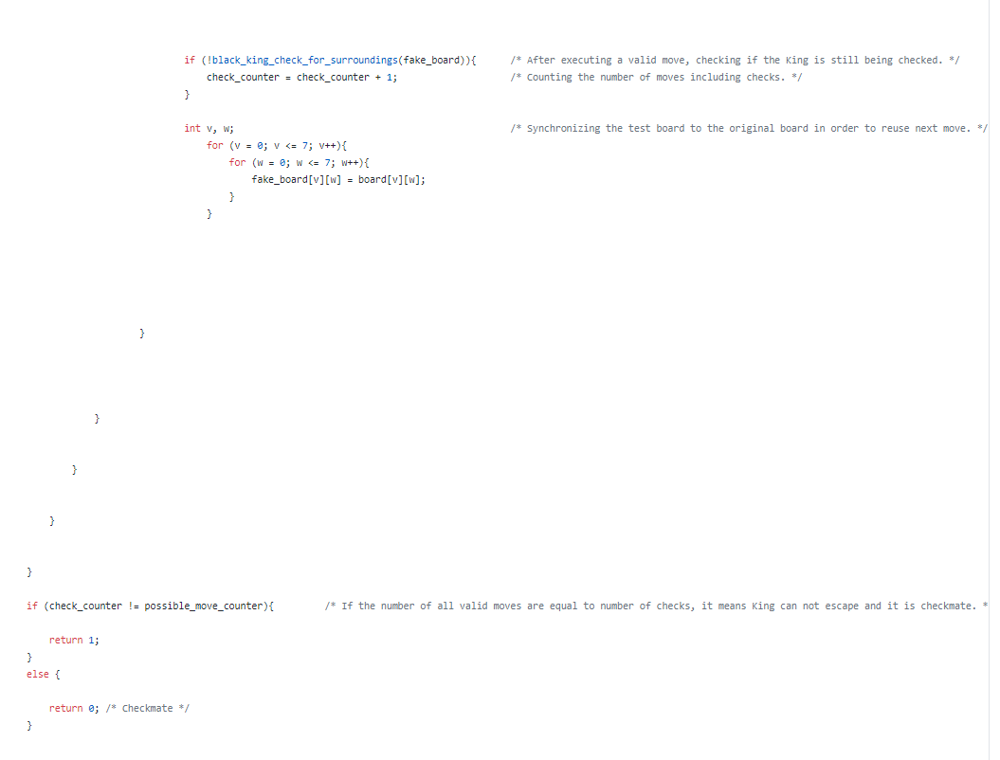 if (!black_king_check_for_surroundings(fake_board)){ /* After executing a valid move, checking if the King is still being checked. */
check_counter = check_counter + 1; /* Counting the number of moves including checks. */
}
int v, w; /* Synchronizing the test board to the original board in order to reuse next move. */
for (v = 0; v <= 7; v++){
for (w = 0; w <= 7; w++){
fake_board[v][w] = board[v][w];
}
}
}
}
}
}
}
if (check_counter != possible_move_counter){ /* If the number of all valid moves are equal to number of checks, it means King can not escape and it is checkmate. *
return 1;
}
else {
return 0; /* Checkmate */
}